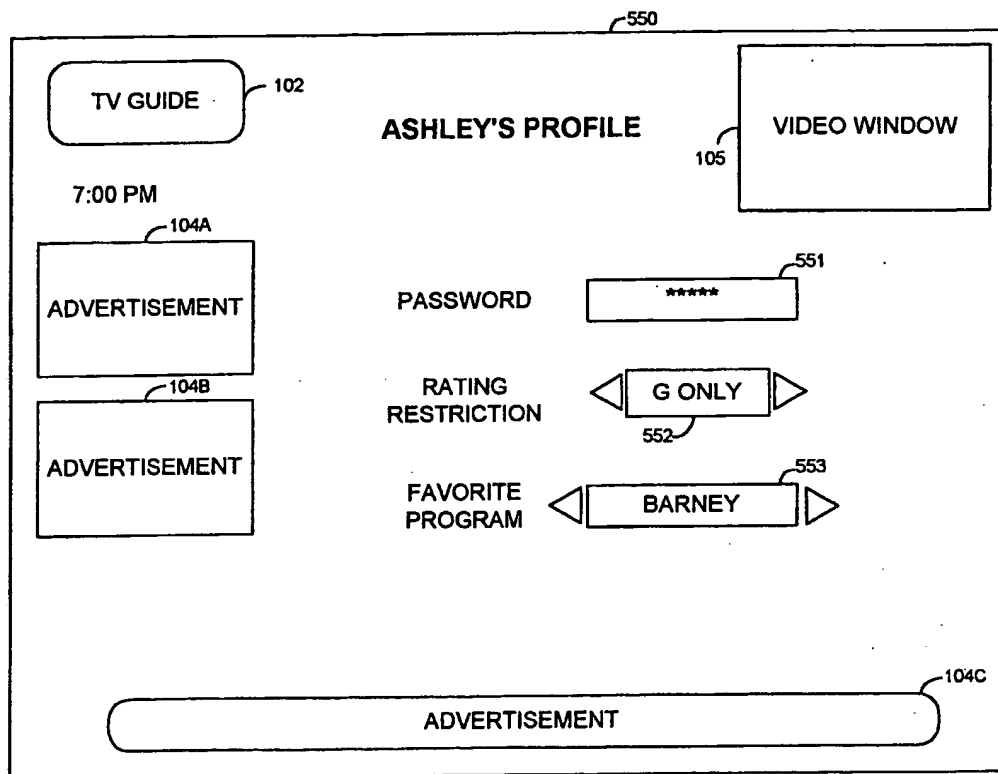 550
TV GUIDE
102
ASHLEY'S PROFILE
VIDEO WINDOW
105
7:00 PM
104A
ADVERTISEMENT
551
PASSWORD
*****
RATING
RESTRICTION
G ONLY
552
104B
ADVERTISEMENT
553
FAVORITE
PROGRAM
BARNEY
104C
ADVERTISEMENT